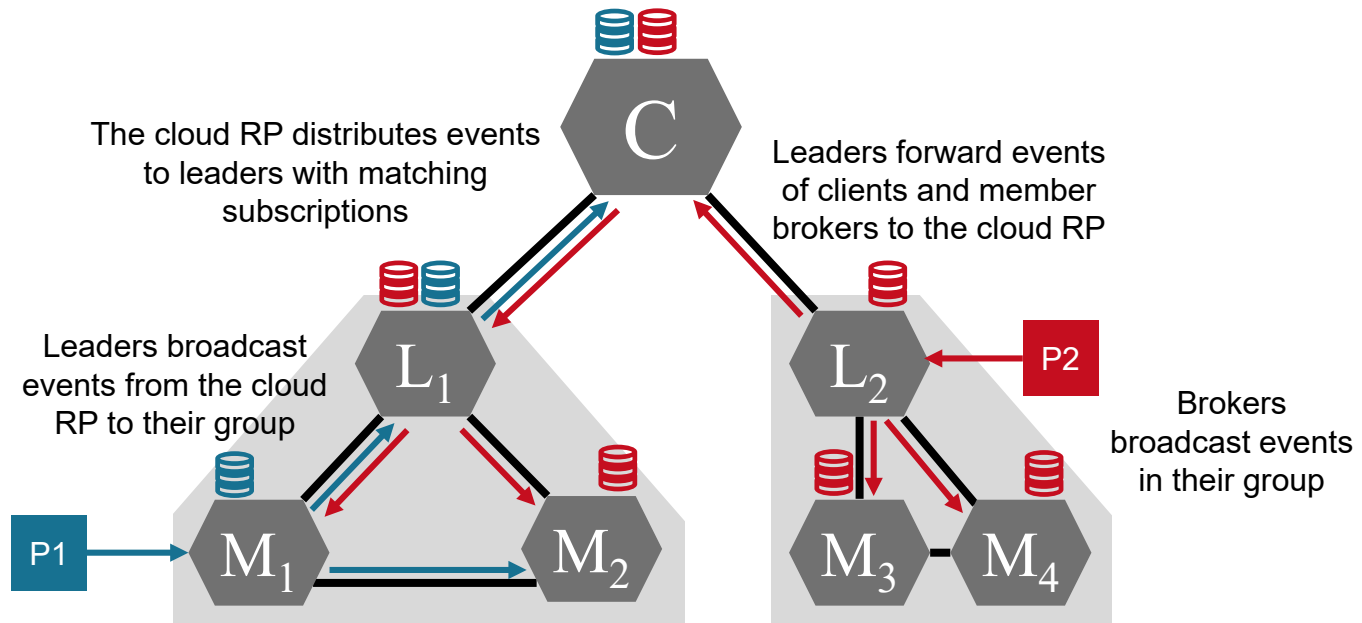 C
The cloud RP distributes events
to leaders with matching
subscriptions
Leaders forward events
of clients and member
brokers to the cloud RP
Leaders broadcast
events from the cloud
RP to their group
L1
L2
P2
Brokers
broadcast events
in their group
P1
M1
M2
M3
M4